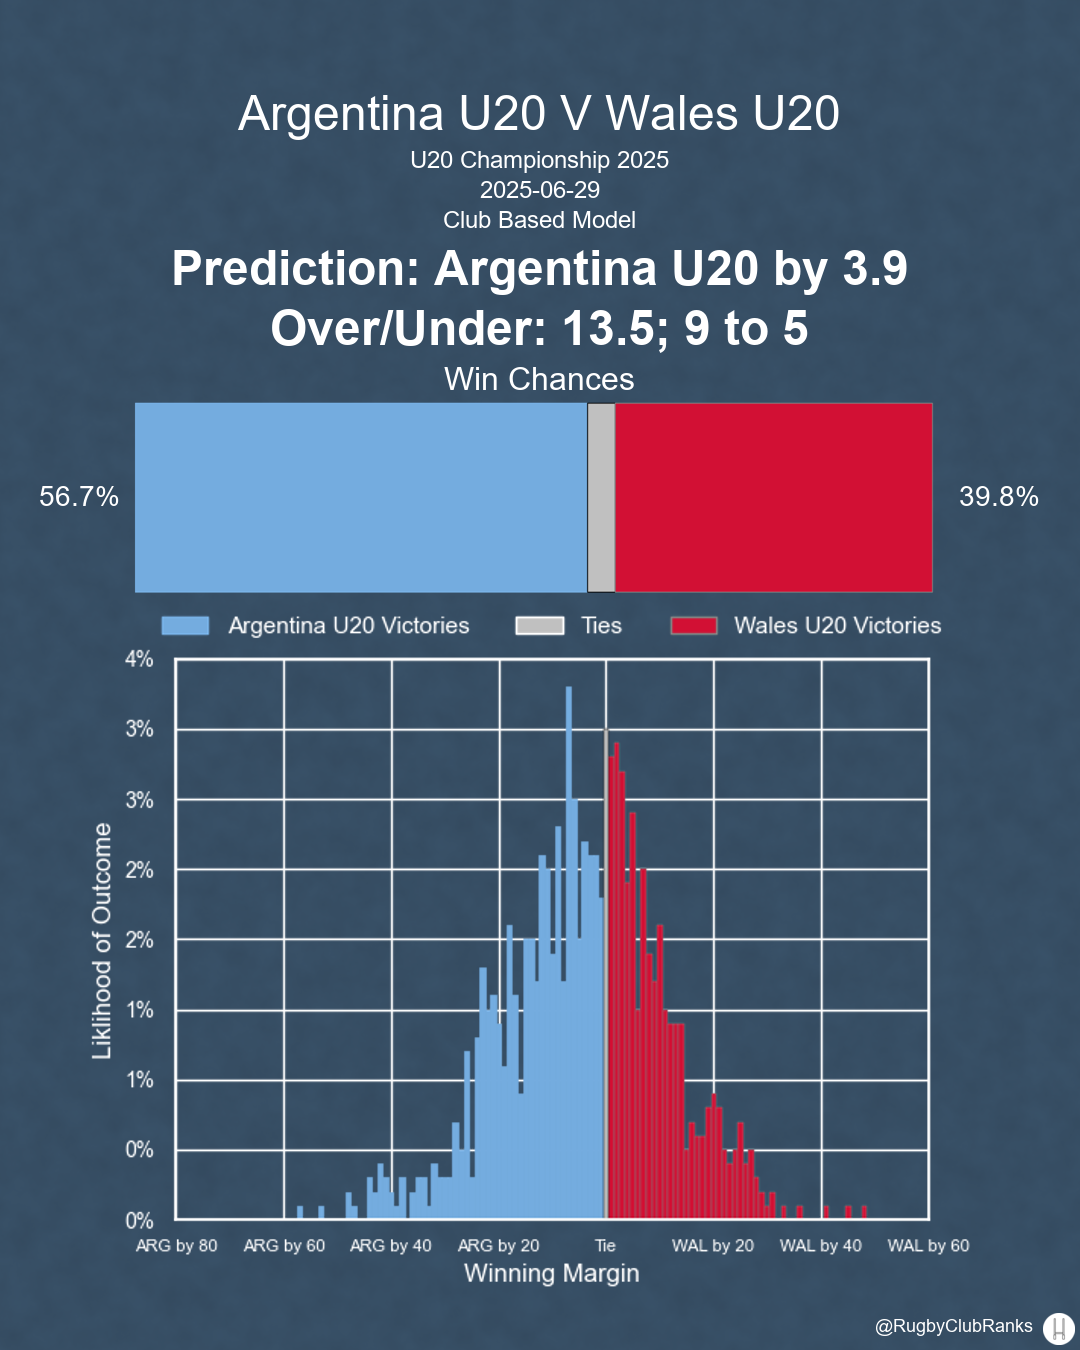 Argentina U20 V Wales U20
U20 Championship 2025
2025-06-29
Club Based Model
Prediction: Argentina U20 by 3.9
Over/Under: 13.5; 9 to 5
Win Chances
56.7%
39.8%
Argentina U20 Victories
Ties
Wales U20 Victories
4%
3%
3%
2%
2%
1%
1%
0%
0%
Liklihood of Outcome
ARG by 80
ARG by 60
ARG by 40
ARG by 20
Tie
WAL by 20
WAL by 40
WAL by 60
Winning Margin
@RugbyClubRanks